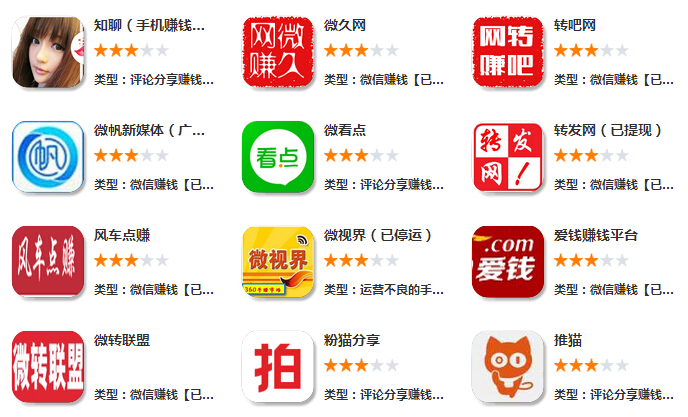 知聊（手机赚钱...
类型：评论分享赚钱...
网微
赚久
微久网
类型：微信赚钱【已...
网转
赚吧
转吧网
类型：微信赚钱【已...
帆
微帆新媒体（广...
类型：微信赚钱【已...
看点
微看点
类型：评论分享赚钱...
转发
网!
转发网（已提现）
类型：微信赚钱【已...
风车点赚
风车点赚
类型：微信赚钱【已...
微视界
360手赚市场
微视界（已停运）
类型：运营不良的手...
.com
爱钱
爱钱赚钱平台
类型：微信赚钱【已...
微转联盟
微转联盟
类型：微信赚钱【已...
拍
粉猫分享
类型：评论分享赚钱...
推猫
类型：评论分享赚钱...